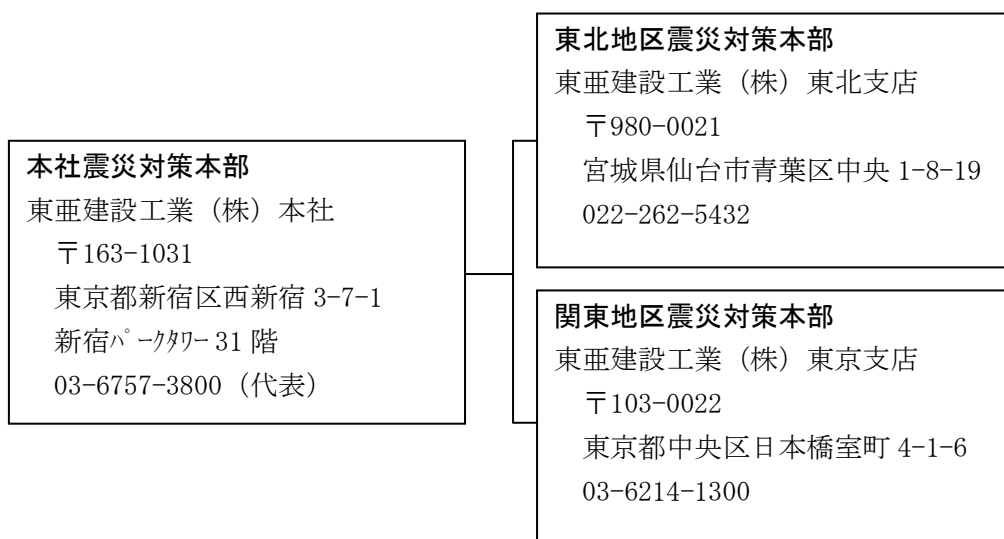 本社震災対策本部
東亜建設工業（株）本社
〒163-1031
東京都新宿区西新宿 3-7-1
新宿ﾊﾟｰｸﾀﾜｰ 31 階
03-6757-3800（代表）
東北地区震災対策本部
東亜建設工業（株）東北支店
〒980-0021
宮城県仙台市青葉区中央 1-8-19
022-262-5432
関東地区震災対策本部
東亜建設工業（株）東京支店
〒103-0022
東京都中央区日本橋室町 4-1-6
03-6214-1300